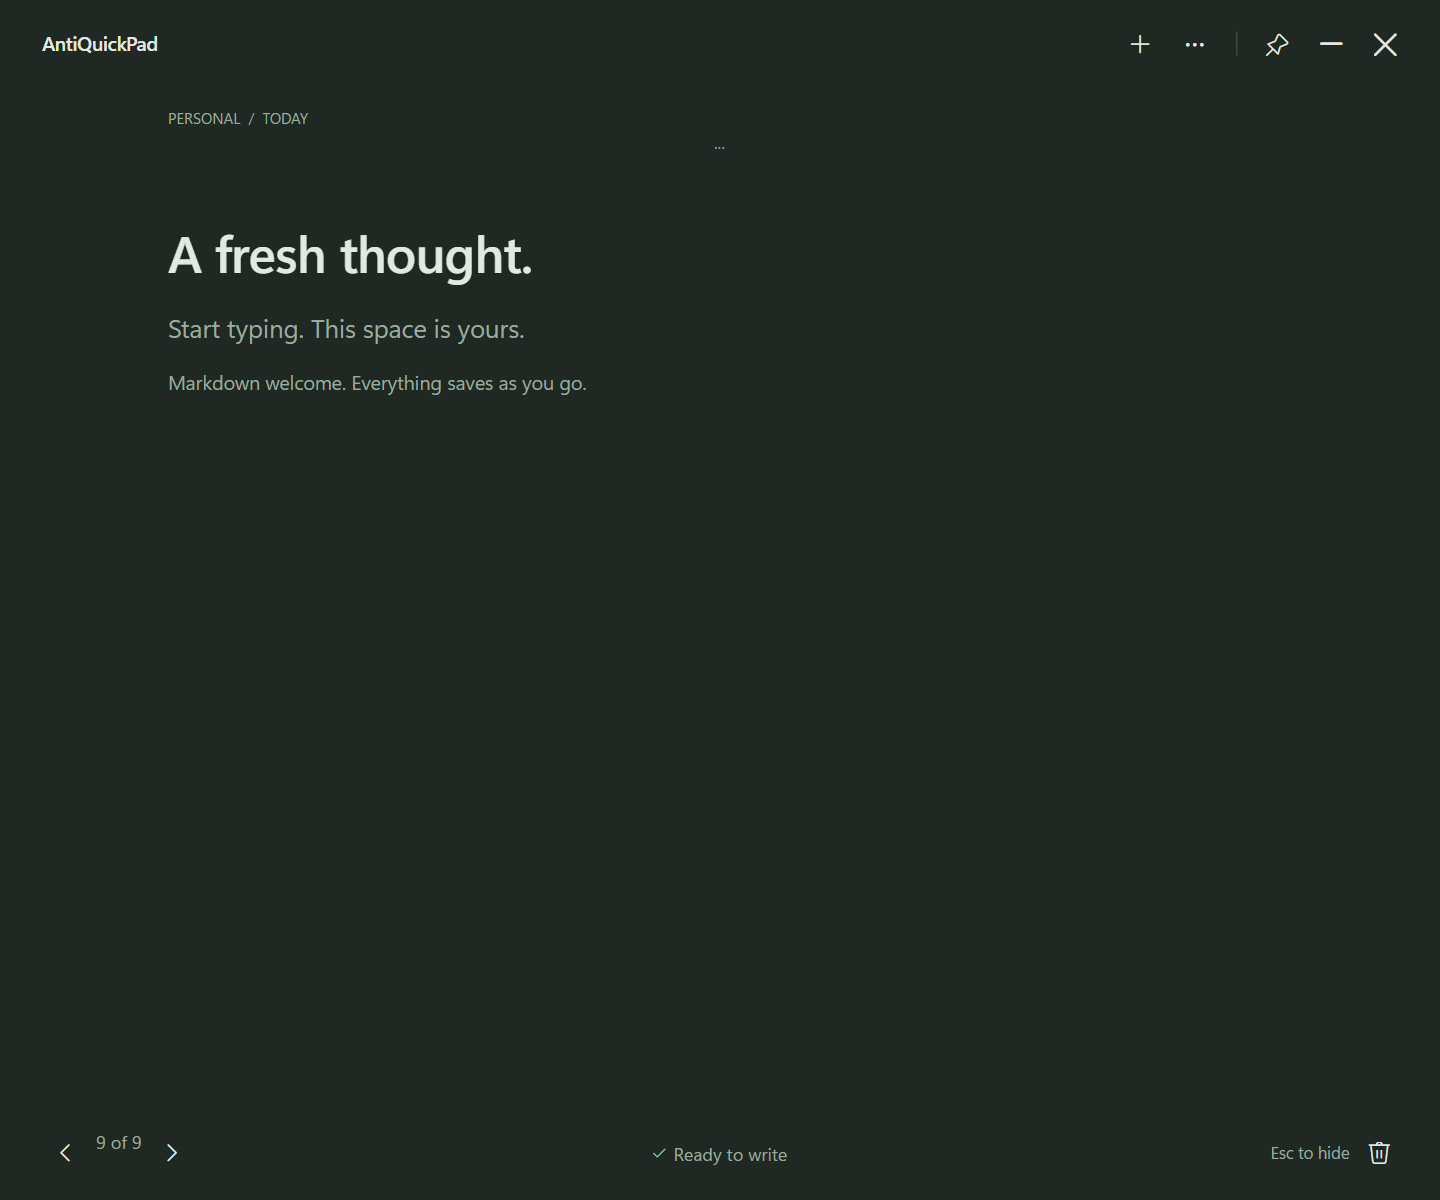 AntiQuickPad
PERSONAL / TODAY
...
A fresh thought.
Start typing. This space is yours.
Markdown welcome. Everything saves as you go.
9 of 9
Ready to write
Esc to hide